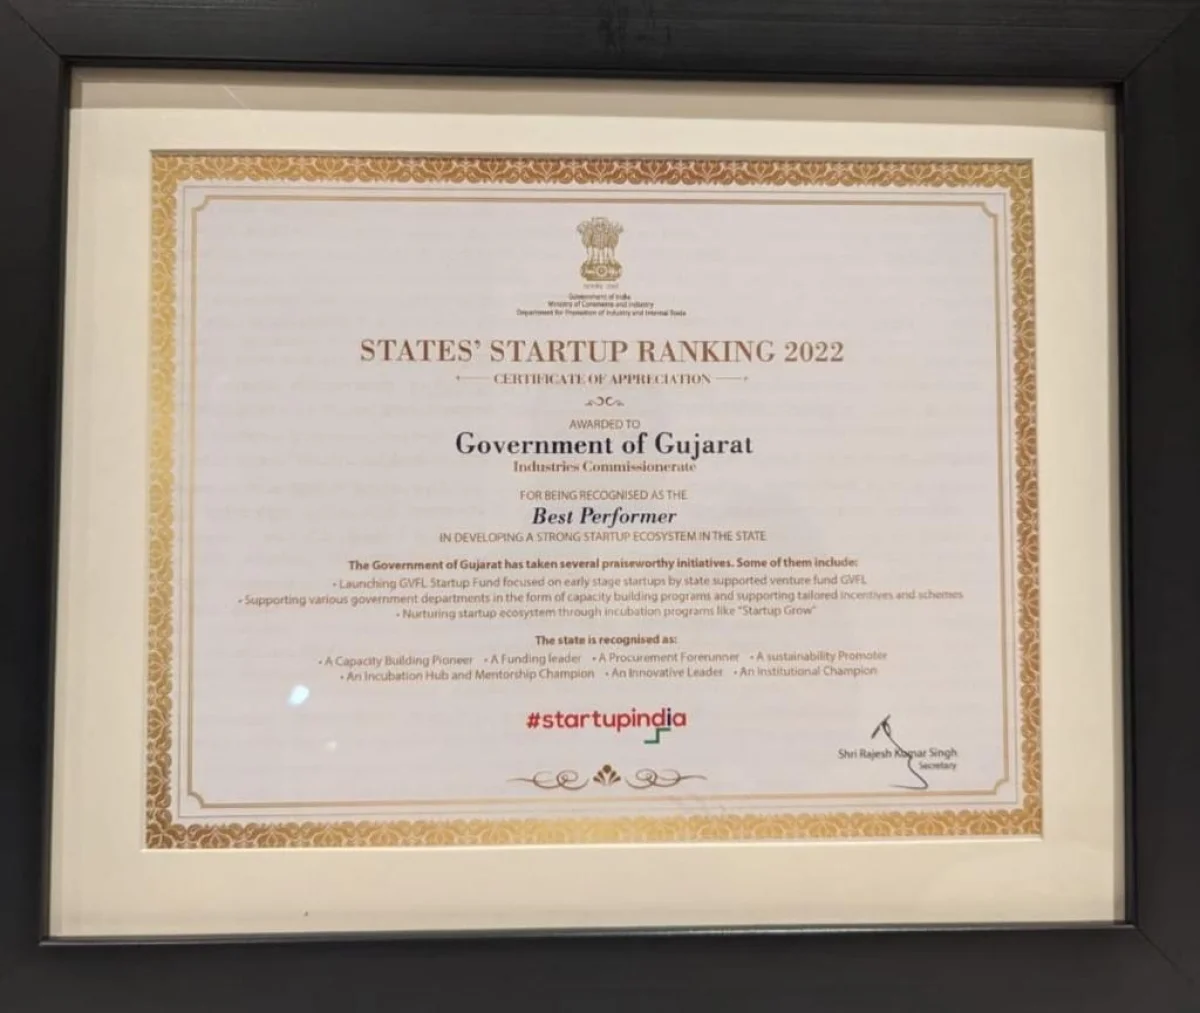 Government of India
Ministry of Commerce and Industry
Department for Promotion of Industry and Internal Trade
STATES' STARTUP RANKING 2022
CERTIFICATE OF APPRECIATION
AWARDED TO
Government of Gujarat
Industries Commissionerate
FOR BEING RECOGNISED AS THE
Best Performer
IN DEVELOPING A STRONG STARTUP ECOSYSTEM IN THE STATE
The Government of Gujarat has taken several praiseworthy initiatives. Some of them include:
• Launching GVFL Startup Fund focused on early stage startups by state supported venture fund GVFL
• Supporting various government departments in the form of capacity building programs and supporting tailored incentives and schemes
• Nurturing startup ecosystem through incubation programs like "Startup Grow"
The state is recognised as:
• A Capacity Building Pioneer • A Funding leader • A Procurement Forerunner • A sustainability Promoter
• An Incubation Hub and Mentorship Champion • An Innovative Leader • An Institutional Champion
#startupindia
Shri Rajesh Kumar Singh
Secretary